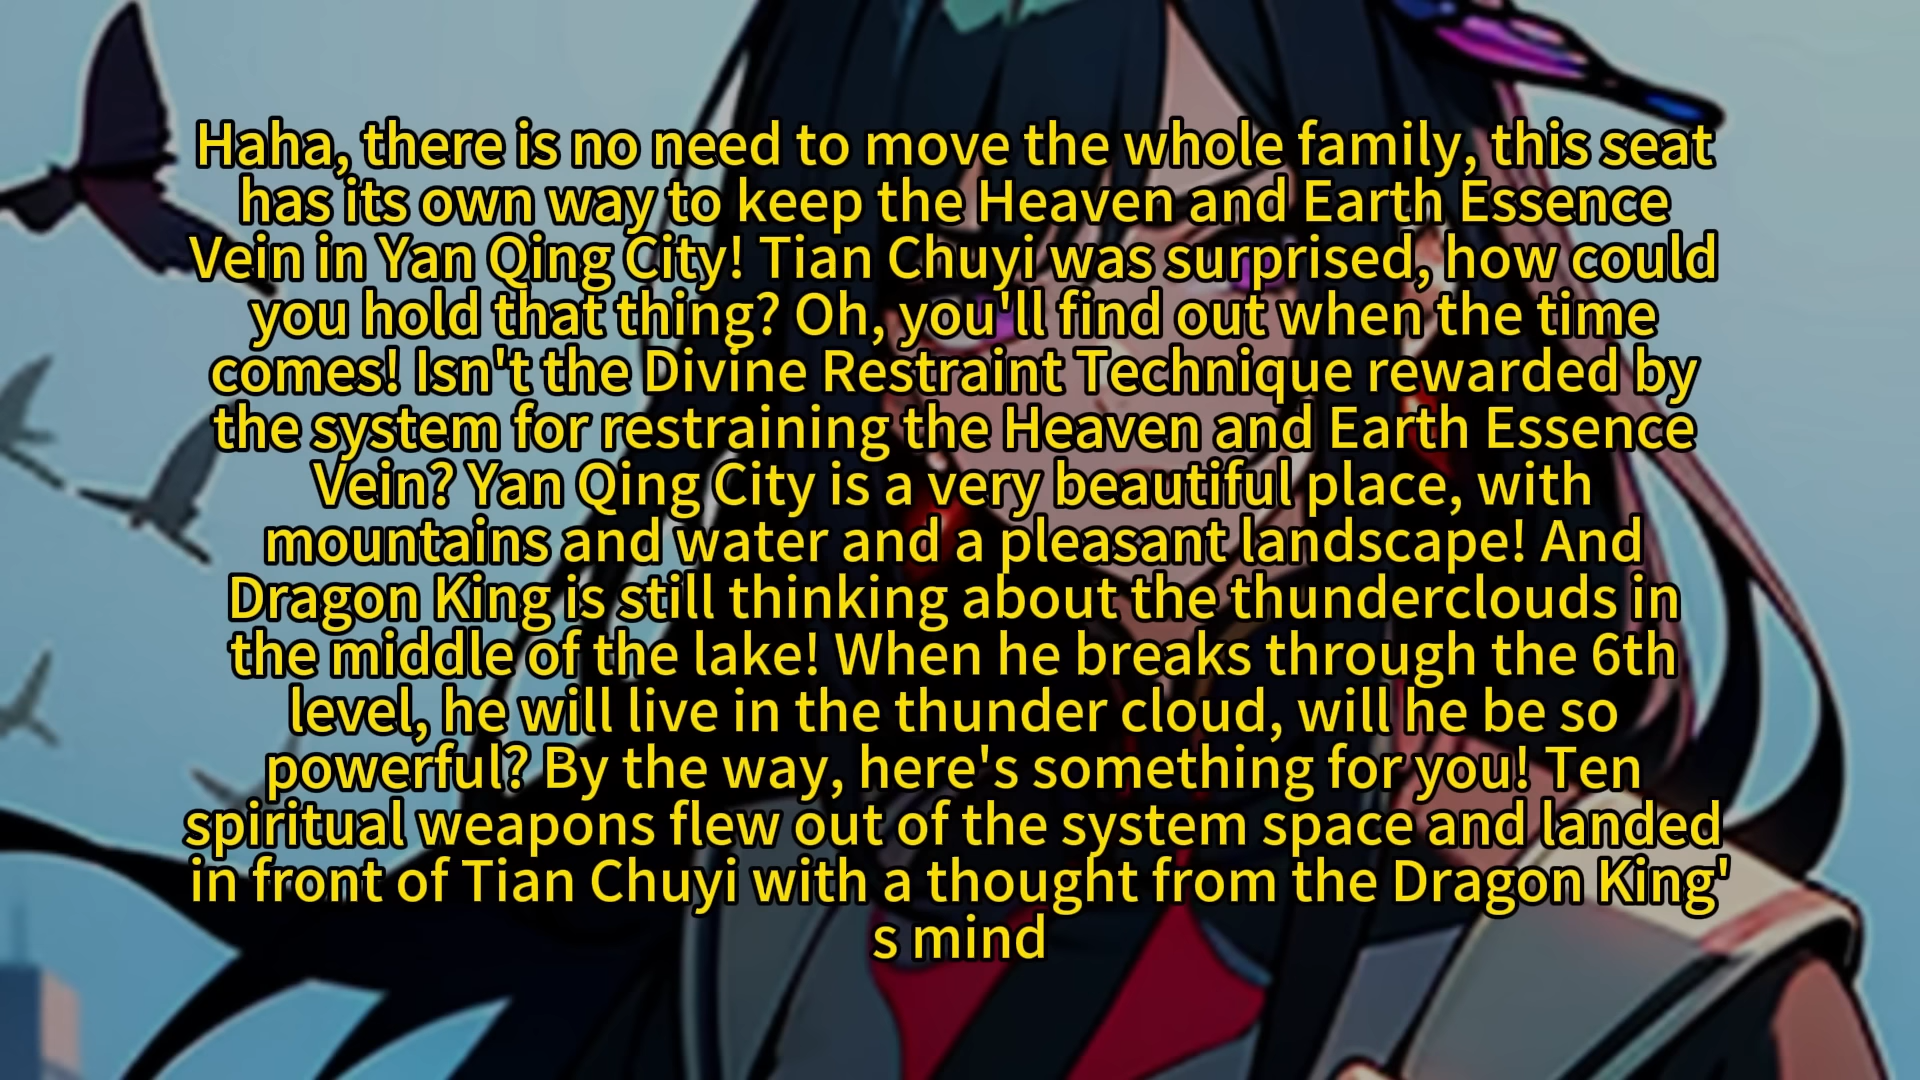 Haha, there is no need to move the whole family, this seat
has its own way to keep the Heaven and Earth Essence
Vein in Yan Qing City! Tian Chuyi was surprised, how could
you hold that thing? Oh, you'll find out when the time
comes! Isn't the Divine Restraint Technique rewarded by
the system for restraining the Heaven and Earth Essence
Vein? Yan Qing City is a very beautiful place, with
mountains and water and a pleasant landscape! And
Dragon King is still thinking about the thunderclouds in
the middle of the lake! When he breaks through the 6th
level, he will live in the thunder cloud, will he be so
powerful? By the way, here's something for you! Ten
spiritual weapons flew out of the system space and landed
in front of Tian Chuyi with a thought from the Dragon King'
s mind